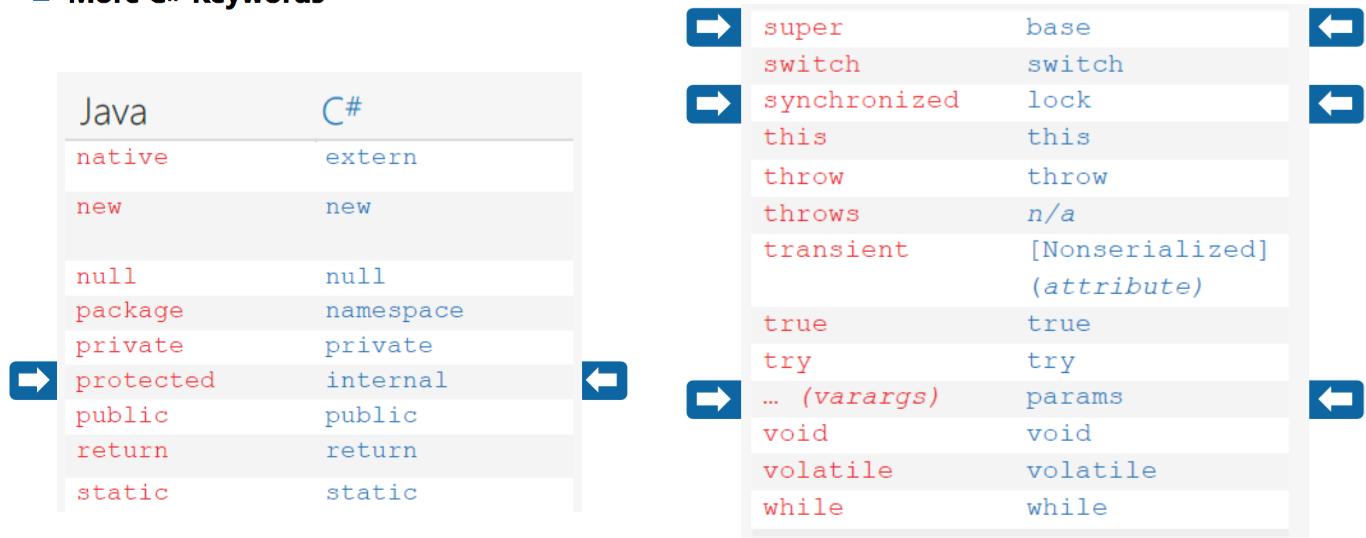 More C# Keywords
Java C#
native extern
new new
null null
package namespace
private private
protected internal
public public
return return
static static
super base
switch switch
synchronized lock
this this
throw throw
throws n/a
transient [Nonserialized]
(attribute)
true true
try try
… (varargs) params
void void
volatile volatile
while while